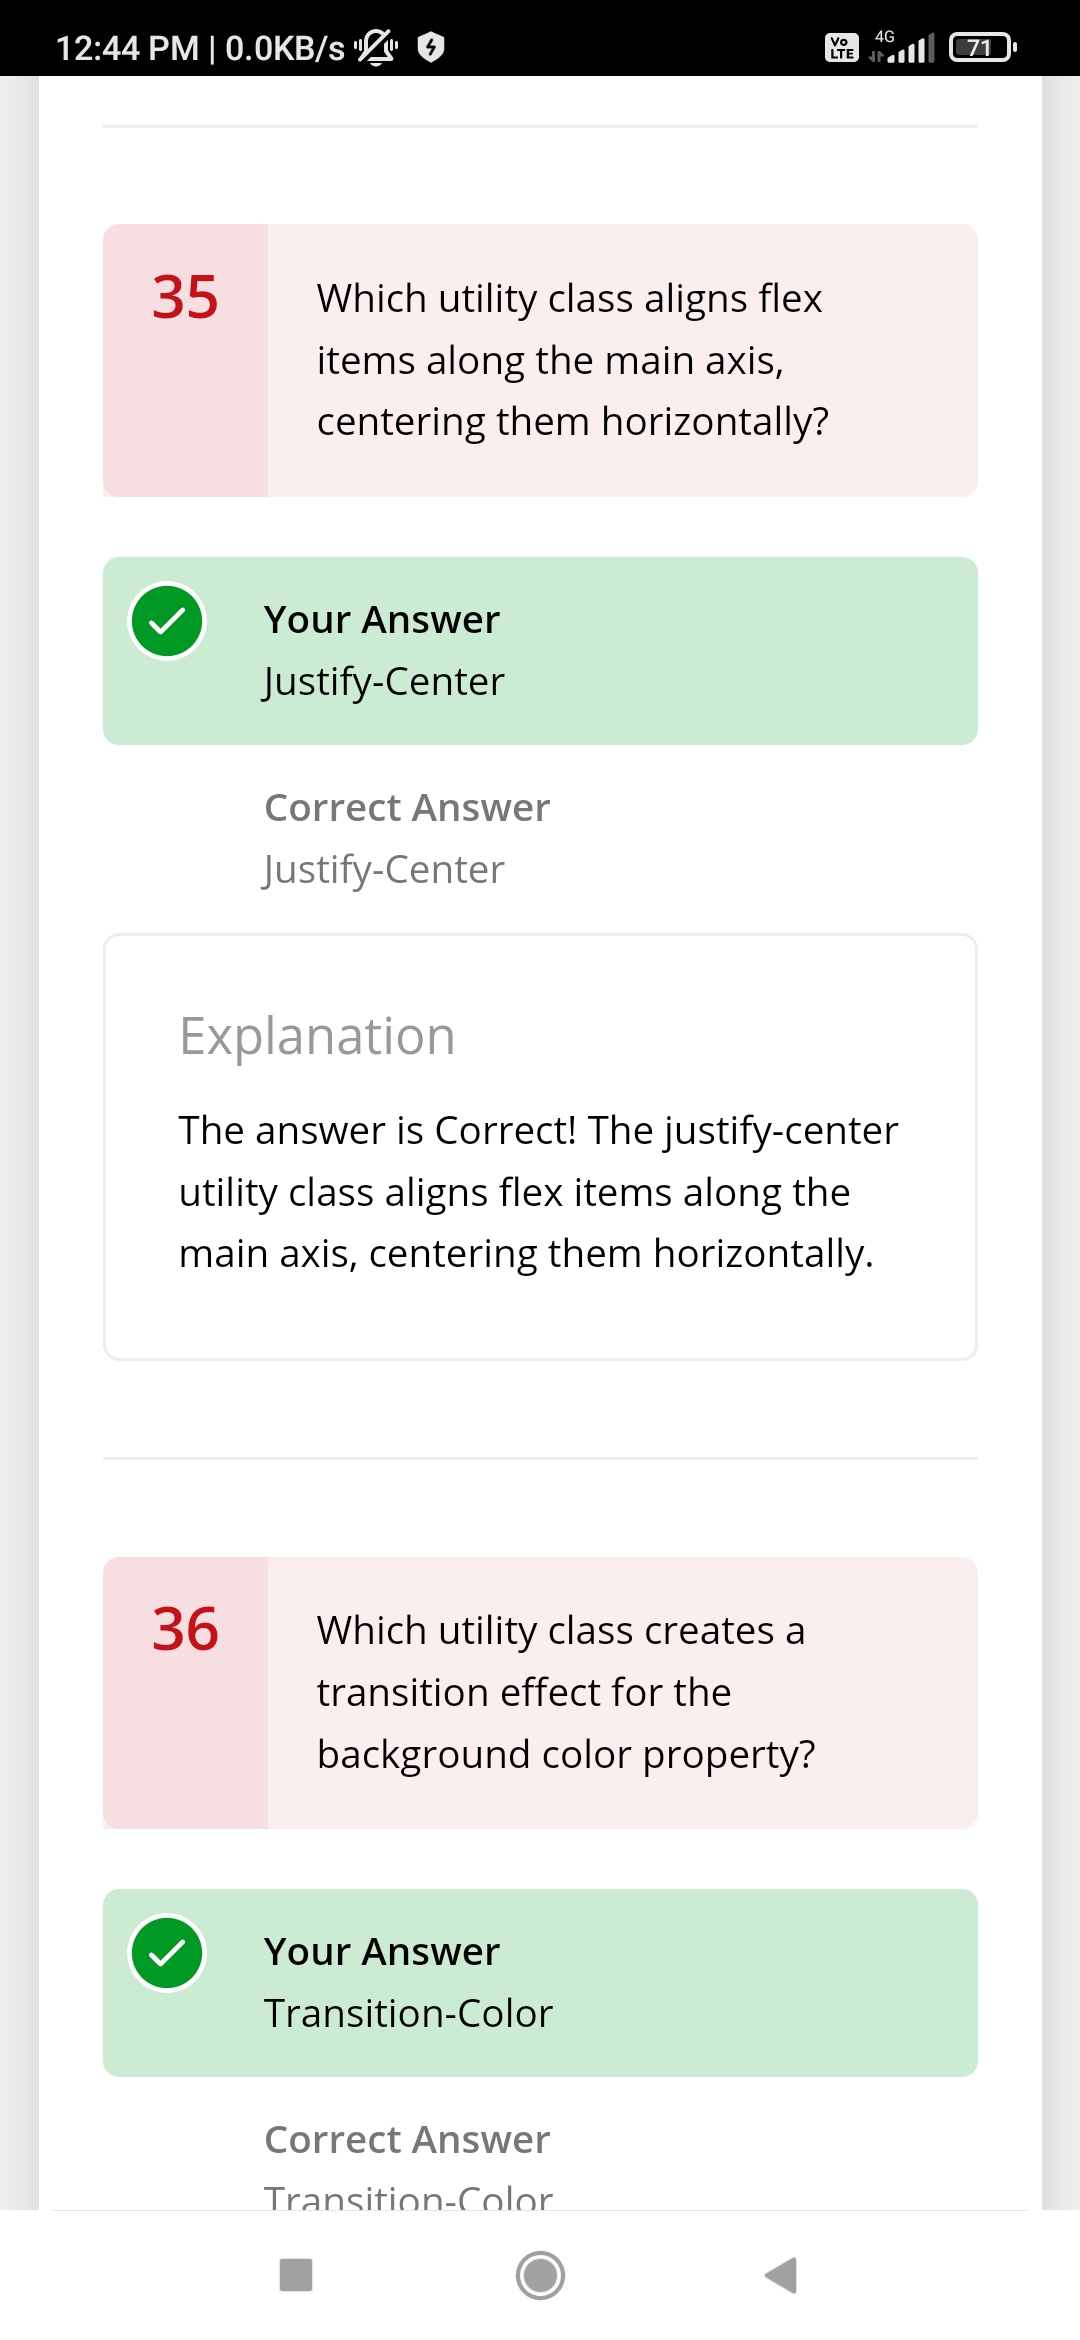 12:44 PM | 0.0KB/s
Vo LTE 4G 71
35
Which utility class aligns flex
items along the main axis,
centering them horizontally?
Your Answer
Justify-Center
Correct Answer
Justify-Center
Explanation
The answer is Correct! The justify-center
utility class aligns flex items along the
main axis, centering them horizontally.
36
Which utility class creates a
transition effect for the
background color property?
Your Answer
Transition-Color
Correct Answer
Transition-Color